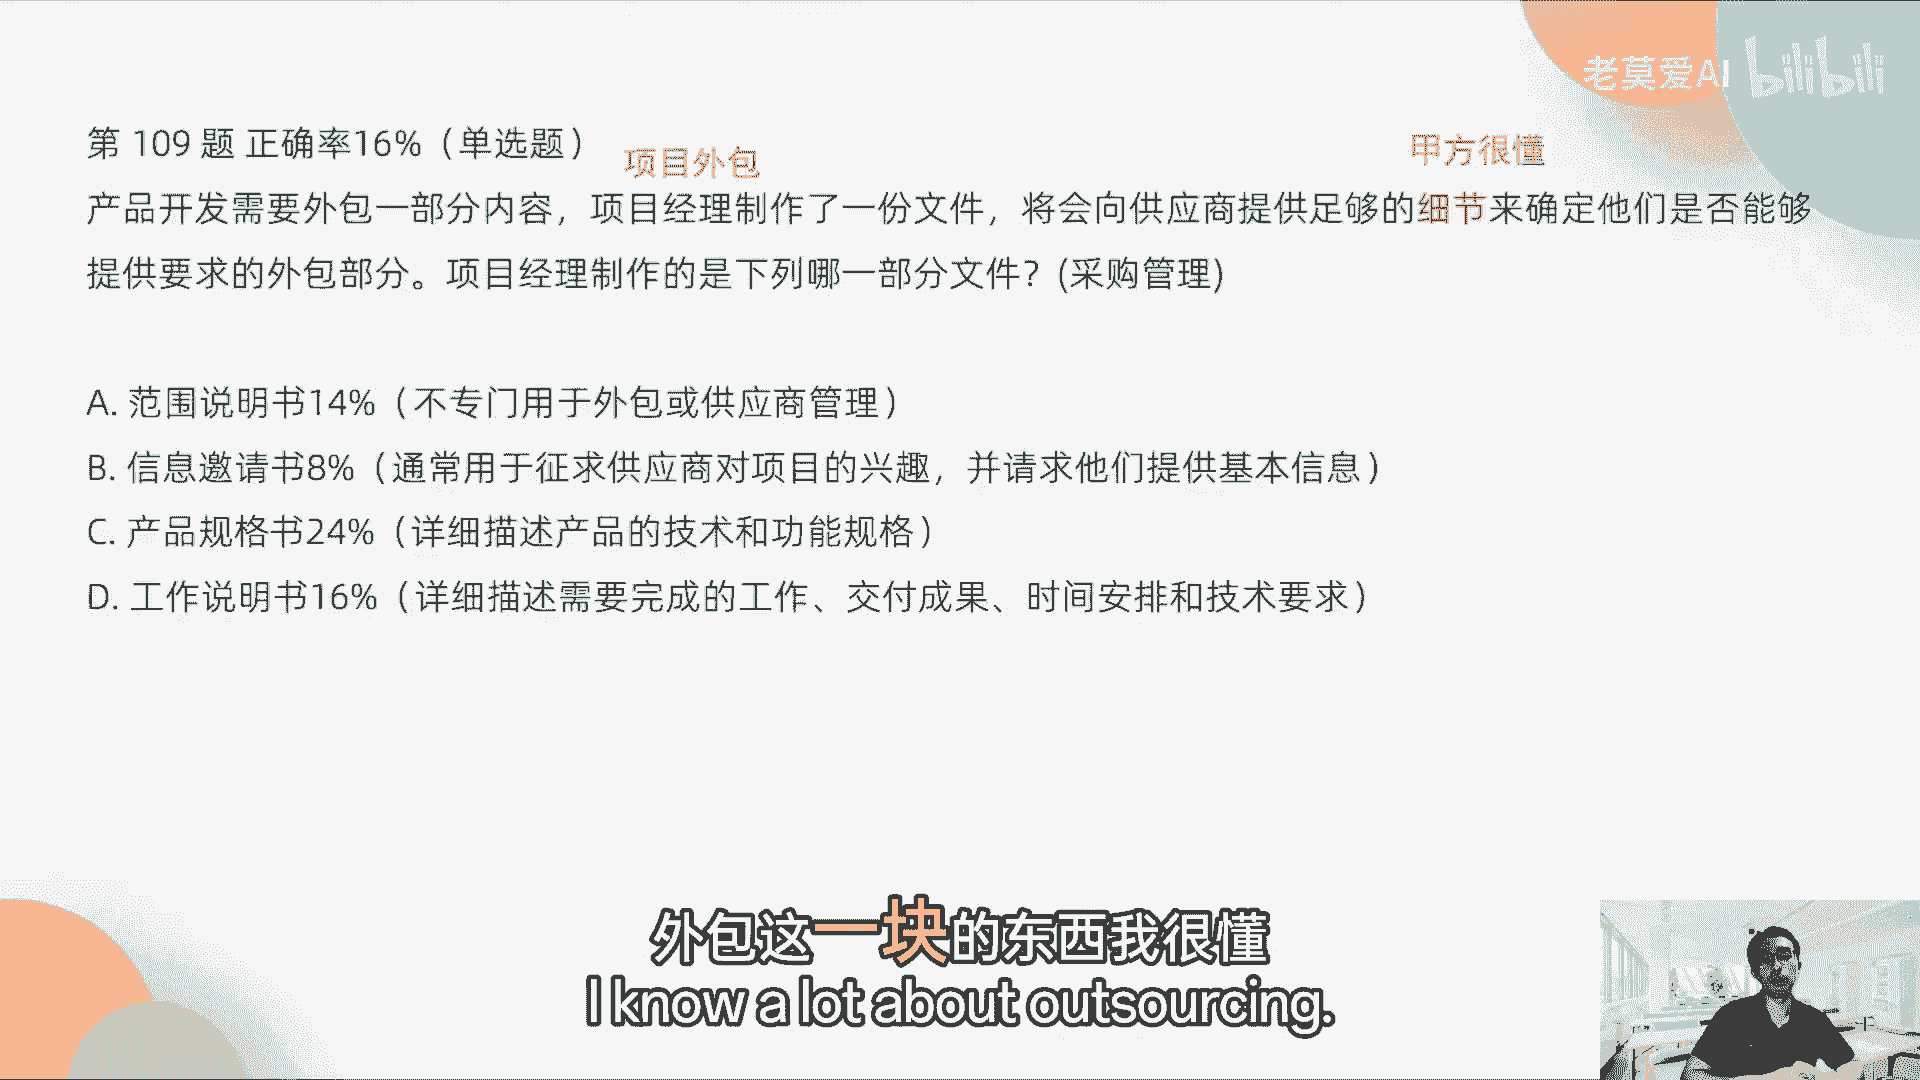 老莫爱AI bilibili
第 109 题 正确率16%（单选题）
项目外包
甲方很懂
产品开发需要外包一部分内容，项目经理制作了一份文件，将会向供应商提供足够的细节来确定他们是否能够
提供要求的外包部分。项目经理制作的是下列哪一部分文件？(采购管理)
A. 范围说明书14%（不专门用于外包或供应商管理）
B. 信息邀请书8%（通常用于征求供应商对项目的兴趣，并请求他们提供基本信息）
C. 产品规格书24%（详细描述产品的技术和功能规格）
D. 工作说明书16%（详细描述需要完成的工作、交付成果、时间安排和技术要求）
外包这一块的东西我很懂
I know a lot about outsourcing.